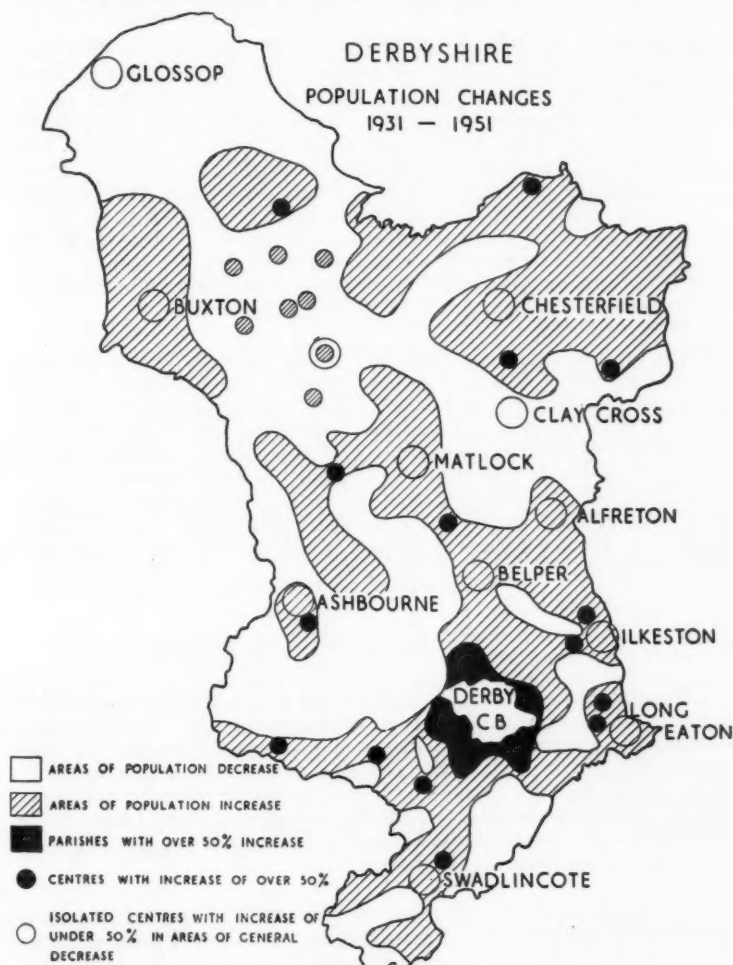 DERBYSHIRE
POPULATION CHANGES
1931 — 1951
GLOSSOP
BUXTON
CHESTERFIELD
CLAY CROSS
MATLOCK
ALFRETON
BELPER
ASHBOURNE
ILKESTON
DERBY
C B
LONG
EATON
SWADLINCOTE
AREAS OF POPULATION DECREASE
AREAS OF POPULATION INCREASE
PARISHES WITH OVER 50% INCREASE
CENTRES WITH INCREASE OF OVER 50%
ISOLATED CENTRES WITH INCREASE OF
UNDER 50% IN AREAS OF GENERAL
DECREASE